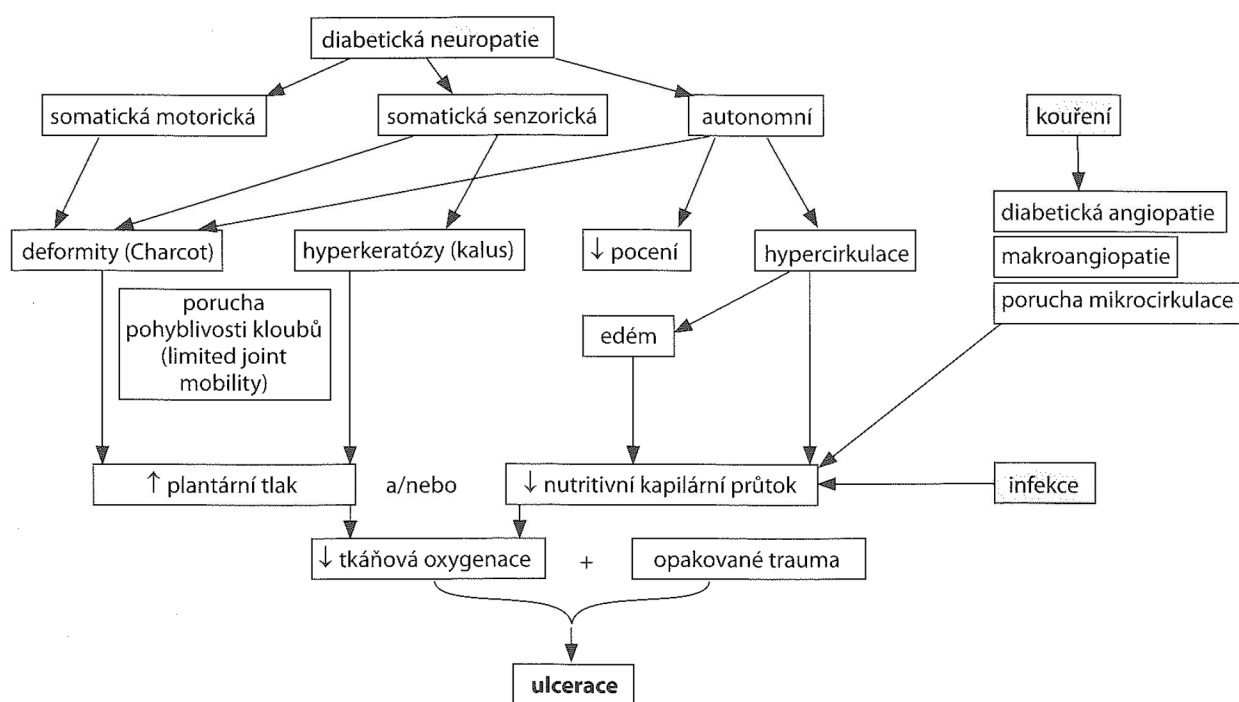 diabetická neuropatie
somatická motorická
somatická senzorická
autonomní
kouření
deformity (Charcot)
hyperkeratózy (kalus)
↓ pocení
hypercirkulace
diabetická angiopatie
makroangiopatie
porucha mikrocirkulace
porucha
pohyblivosti kloubů
(limited joint
mobility)
edém
↑ plantární tlak
a/nebo
↓ nutritivní kapilární průtok
infekce
↓ tkáňová oxygenace
+
opakované trauma
ulcerace